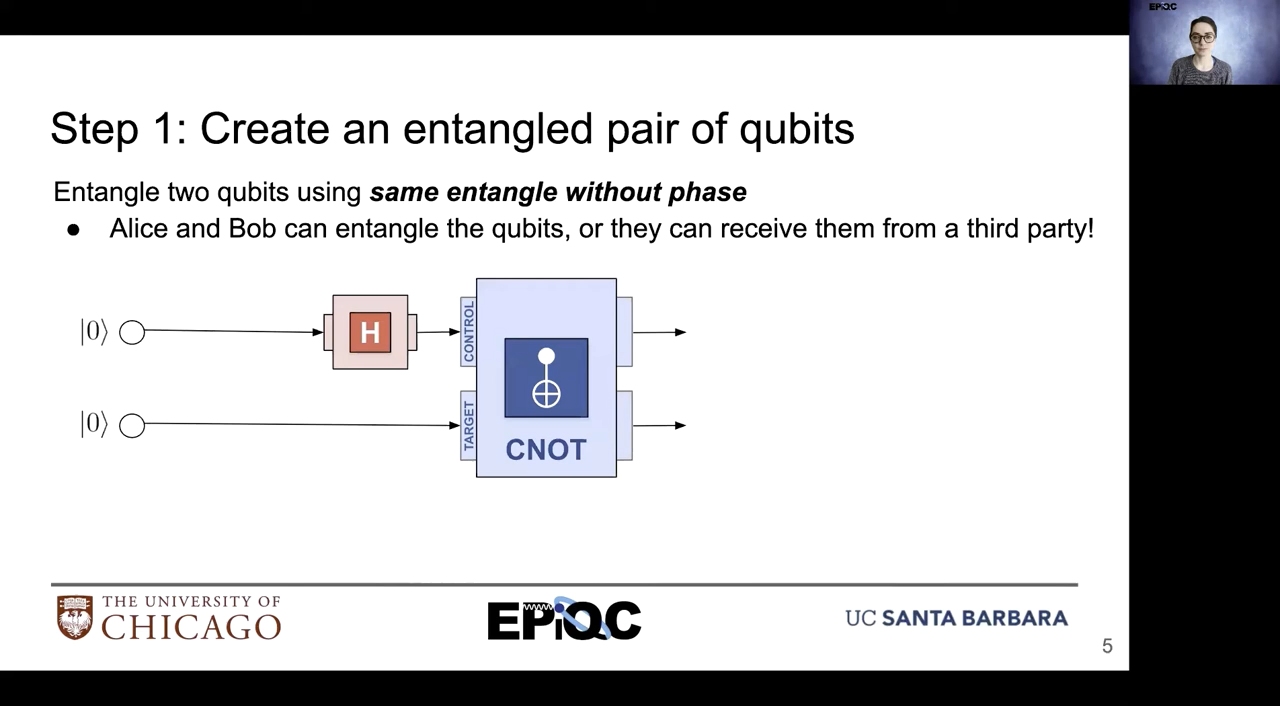 EPiQC
Step 1: Create an entangled pair of qubits
Entangle two qubits using same entangle without phase
● Alice and Bob can entangle the qubits, or they can receive them from a third party!
|0⟩
H
CONTROL
|0⟩
TARGET
CNOT
THE UNIVERSITY OF
CHICAGO
EPiQC
UC SANTA BARBARA
5